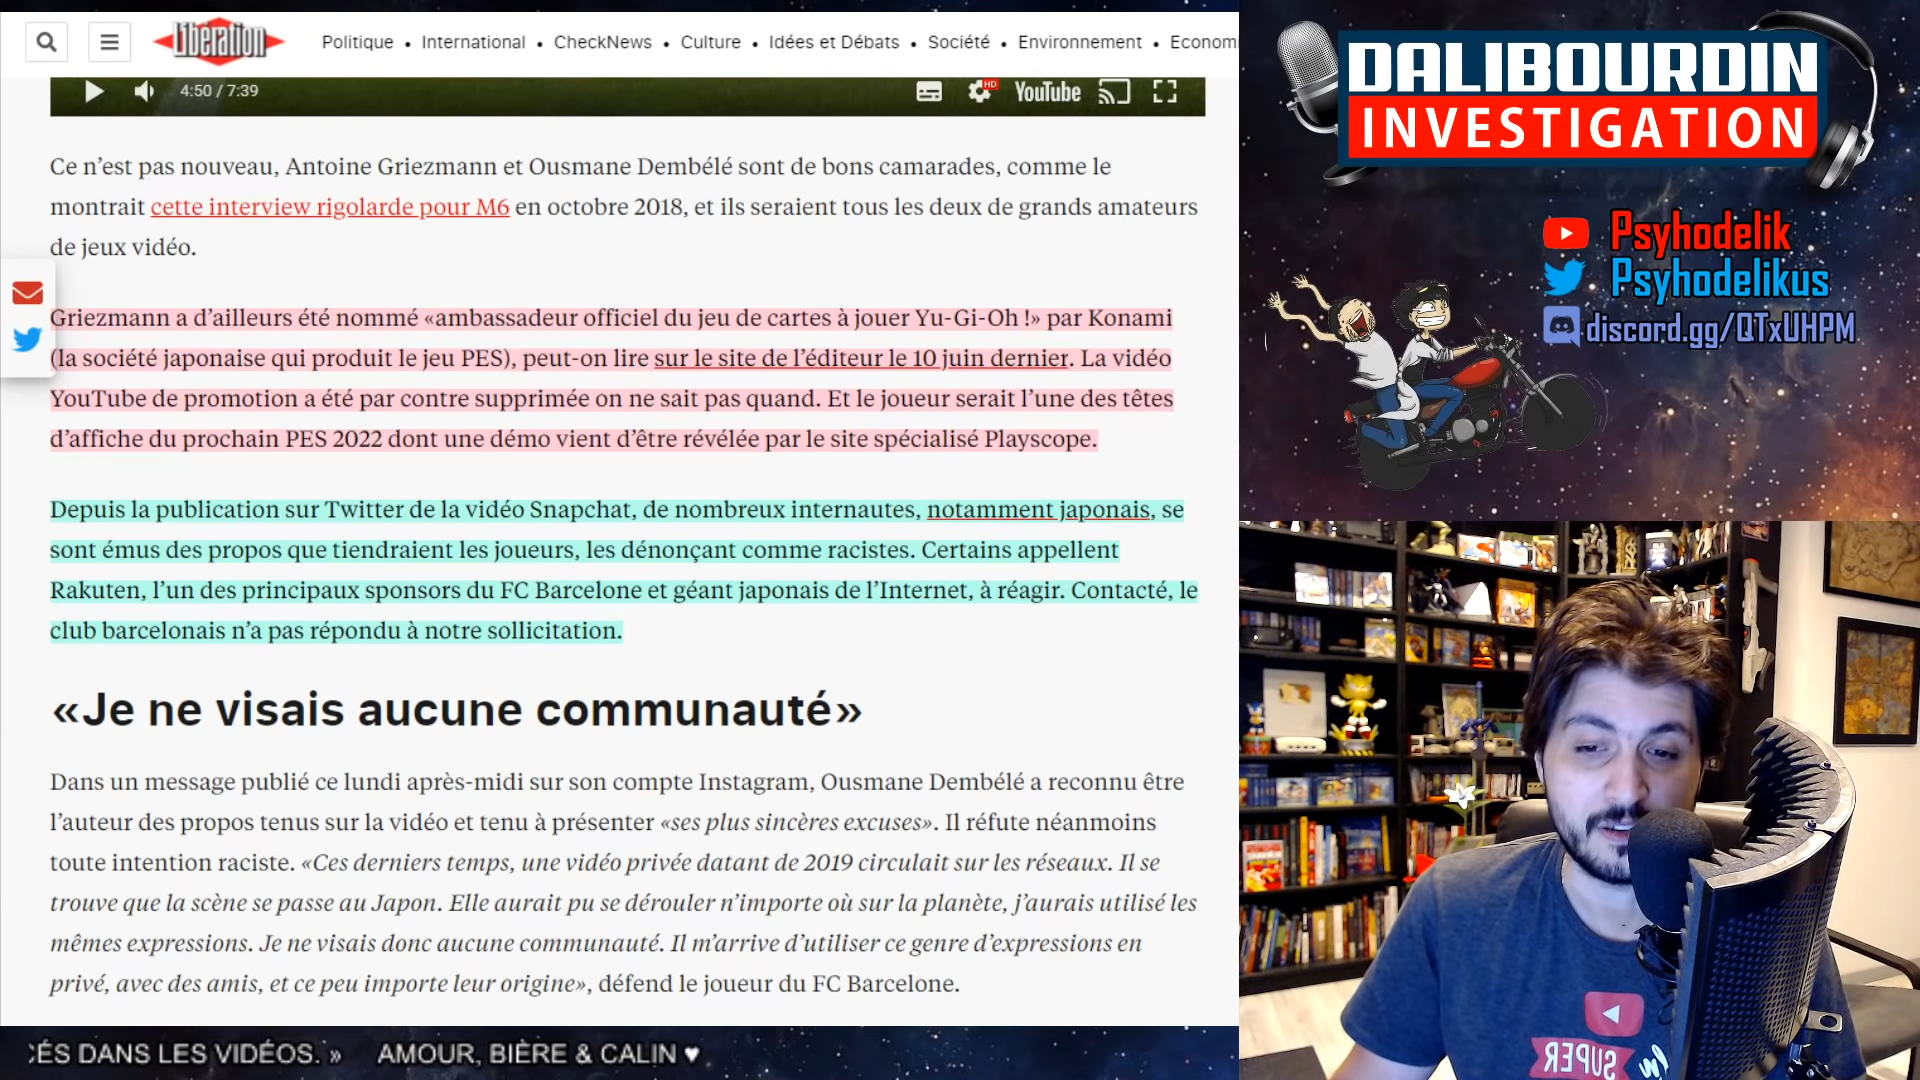 Libération
Politique • International • CheckNews • Culture • Idées et Débats • Société • Environnement • Econom
4:50 / 7:39
HD
YouTube
Ce n’est pas nouveau, Antoine Griezmann et Ousmane Dembélé sont de bons camarades, comme le
montrait cette interview rigolarde pour M6 en octobre 2018, et ils seraient tous les deux de grands amateurs
de jeux vidéo.
Griezmann a d’ailleurs été nommé «ambassadeur officiel du jeu de cartes à jouer Yu-Gi-Oh !» par Konami
(la société japonaise qui produit le jeu PES), peut-on lire sur le site de l’éditeur le 10 juin dernier. La vidéo
YouTube de promotion a été par contre supprimée on ne sait pas quand. Et le joueur serait l’une des têtes
d’affiche du prochain PES 2022 dont une démo vient d’être révélée par le site spécialisé Playscope.
Depuis la publication sur Twitter de la vidéo Snapchat, de nombreux internautes, notamment japonais, se
sont émus des propos que tiendraient les joueurs, les dénonçant comme racistes. Certains appellent
Rakuten, l’un des principaux sponsors du FC Barcelone et géant japonais de l’Internet, à réagir. Contacté, le
club barcelonais n’a pas répondu à notre sollicitation.
«Je ne visais aucune communauté»
Dans un message publié ce lundi après-midi sur son compte Instagram, Ousmane Dembélé a reconnu être
l’auteur des propos tenus sur la vidéo et tenu à présenter «ses plus sincères excuses». Il réfute néanmoins
toute intention raciste. «Ces derniers temps, une vidéo privée datant de 2019 circulait sur les réseaux. Il se
trouve que la scène se passe au Japon. Elle aurait pu se dérouler n’importe où sur la planète, j’aurais utilisé les
mêmes expressions. Je ne visais donc aucune communauté. Il m’arrive d’utiliser ce genre d’expressions en
privé, avec des amis, et ce peu importe leur origine», défend le joueur du FC Barcelone.
CÉS DANS LES VIDÉOS. » AMOUR, BIÈRE & CALIN ♥
DALIBOURDIN
INVESTIGATION
Psyhodelik
Psyhodelikus
discord.gg/QTxUHPM
SUPER